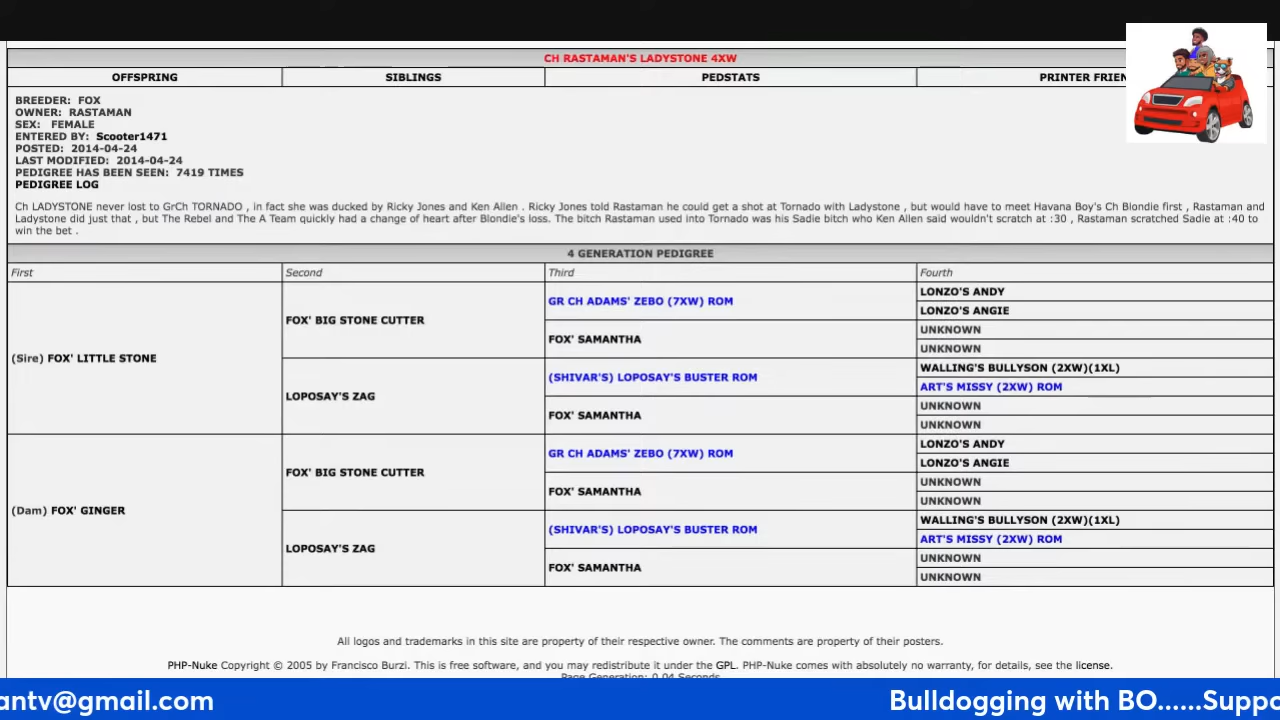 CH RASTAMAN'S LADYSTONE 4XW
OFFSPRING SIBLINGS PEDSTATS PRINTER FRIEN
BREEDER: FOX
OWNER: RASTAMAN
SEX: FEMALE
ENTERED BY: Scooter1471
POSTED: 2014-04-24
LAST MODIFIED: 2014-04-24
PEDIGREE HAS BEEN SEEN: 7419 TIMES
PEDIGREE LOG
Ch LADYSTONE never lost to GrCh TORNADO , in fact she was ducked by Ricky Jones and Ken Allen . Ricky Jones told Rastaman he could get a shot at Tornado with Ladystone , but would have to meet Havana Boy's Ch Blondie first , Rastaman and
Ladystone did just that , but The Rebel and The A Team quickly had a change of heart after Blondie's loss. The bitch Rastaman used into Tornado was his Sadie bitch who Ken Allen said wouldn't scratch at :30 , Rastaman scratched Sadie at :40 to
win the bet .
4 GENERATION PEDIGREE
First Second Third Fourth
(Sire) FOX' LITTLE STONE
FOX' BIG STONE CUTTER
GR CH ADAMS' ZEBO (7XW) ROM
LONZO'S ANDY
LONZO'S ANGIE
FOX' SAMANTHA
UNKNOWN
UNKNOWN
LOPOSAY'S ZAG
(SHIVAR'S) LOPOSAY'S BUSTER ROM
WALLING'S BULLYSON (2XW)(1XL)
ART'S MISSY (2XW) ROM
FOX' SAMANTHA
UNKNOWN
UNKNOWN
(Dam) FOX' GINGER
FOX' BIG STONE CUTTER
GR CH ADAMS' ZEBO (7XW) ROM
LONZO'S ANDY
LONZO'S ANGIE
FOX' SAMANTHA
UNKNOWN
UNKNOWN
LOPOSAY'S ZAG
(SHIVAR'S) LOPOSAY'S BUSTER ROM
WALLING'S BULLYSON (2XW)(1XL)
ART'S MISSY (2XW) ROM
FOX' SAMANTHA
UNKNOWN
UNKNOWN
All logos and trademarks in this site are property of their respective owner. The comments are property of their posters.
PHP-Nuke Copyright © 2005 by Francisco Burzi. This is free software, and you may redistribute it under the GPL. PHP-Nuke comes with absolutely no warranty, for details, see the license.
Page Generation: 0.04 Seconds
antv@gmail.com Bulldogging with BO......Suppo